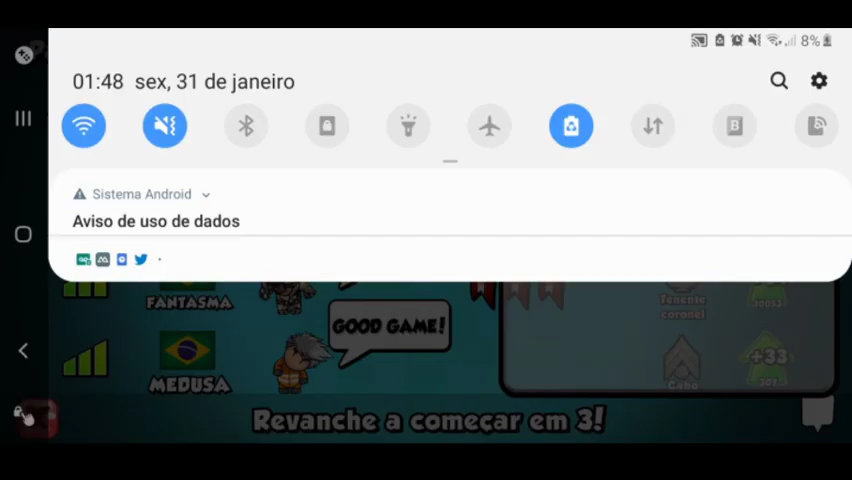 8%
01:48 sex, 31 de janeiro
B
Sistema Android
Aviso de uso de dados
FANTASMA
GOOD GAME!
Tenente
coronel
MEDUSA
+33
Cabo
Revanche a começar em 3!